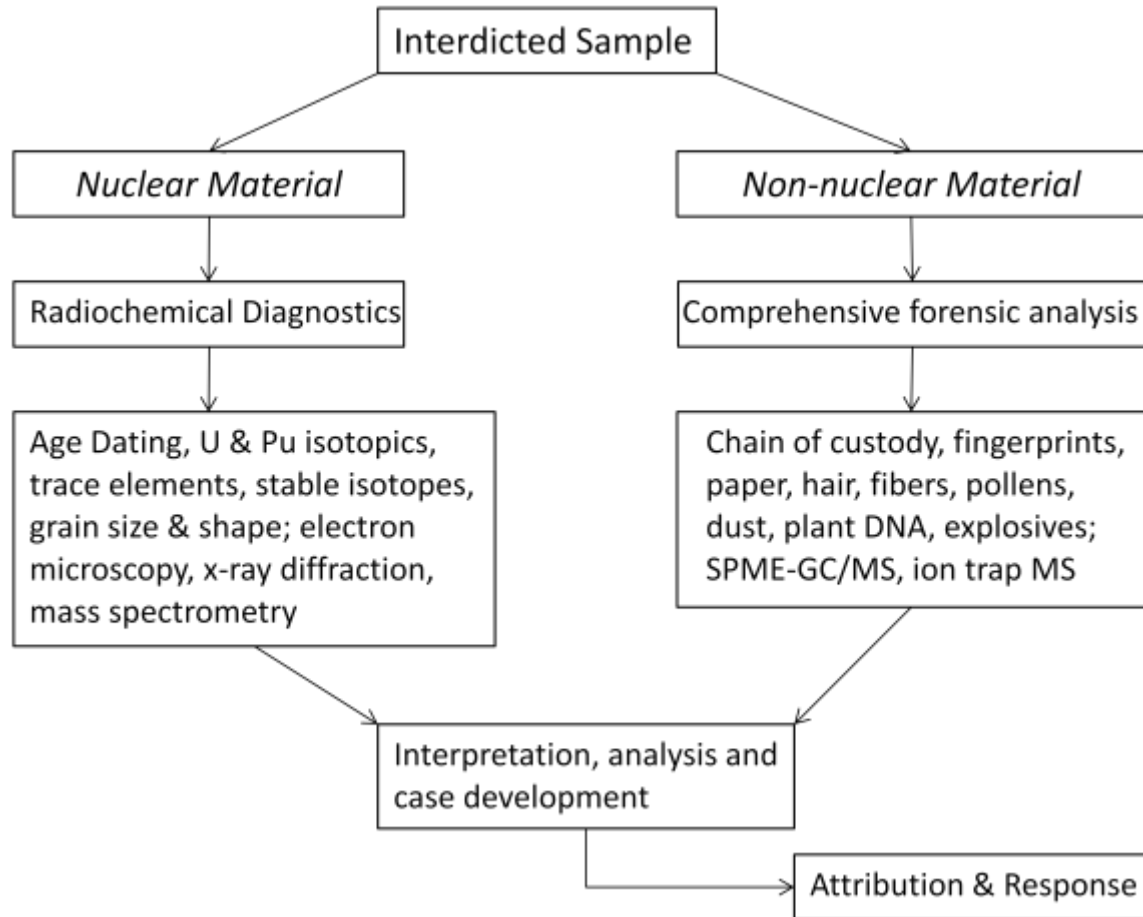 Interdicted Sample
Nuclear Material
Non-nuclear Material
Radiochemical Diagnostics
Comprehensive forensic analysis
Age Dating, U & Pu isotopics,
trace elements, stable isotopes,
grain size & shape; electron
microscopy, x-ray diffraction,
mass spectrometry
Chain of custody, fingerprints,
paper, hair, fibers, pollens,
dust, plant DNA, explosives;
SPME-GC/MS, ion trap MS
Interpretation, analysis and
case development
Attribution & Response